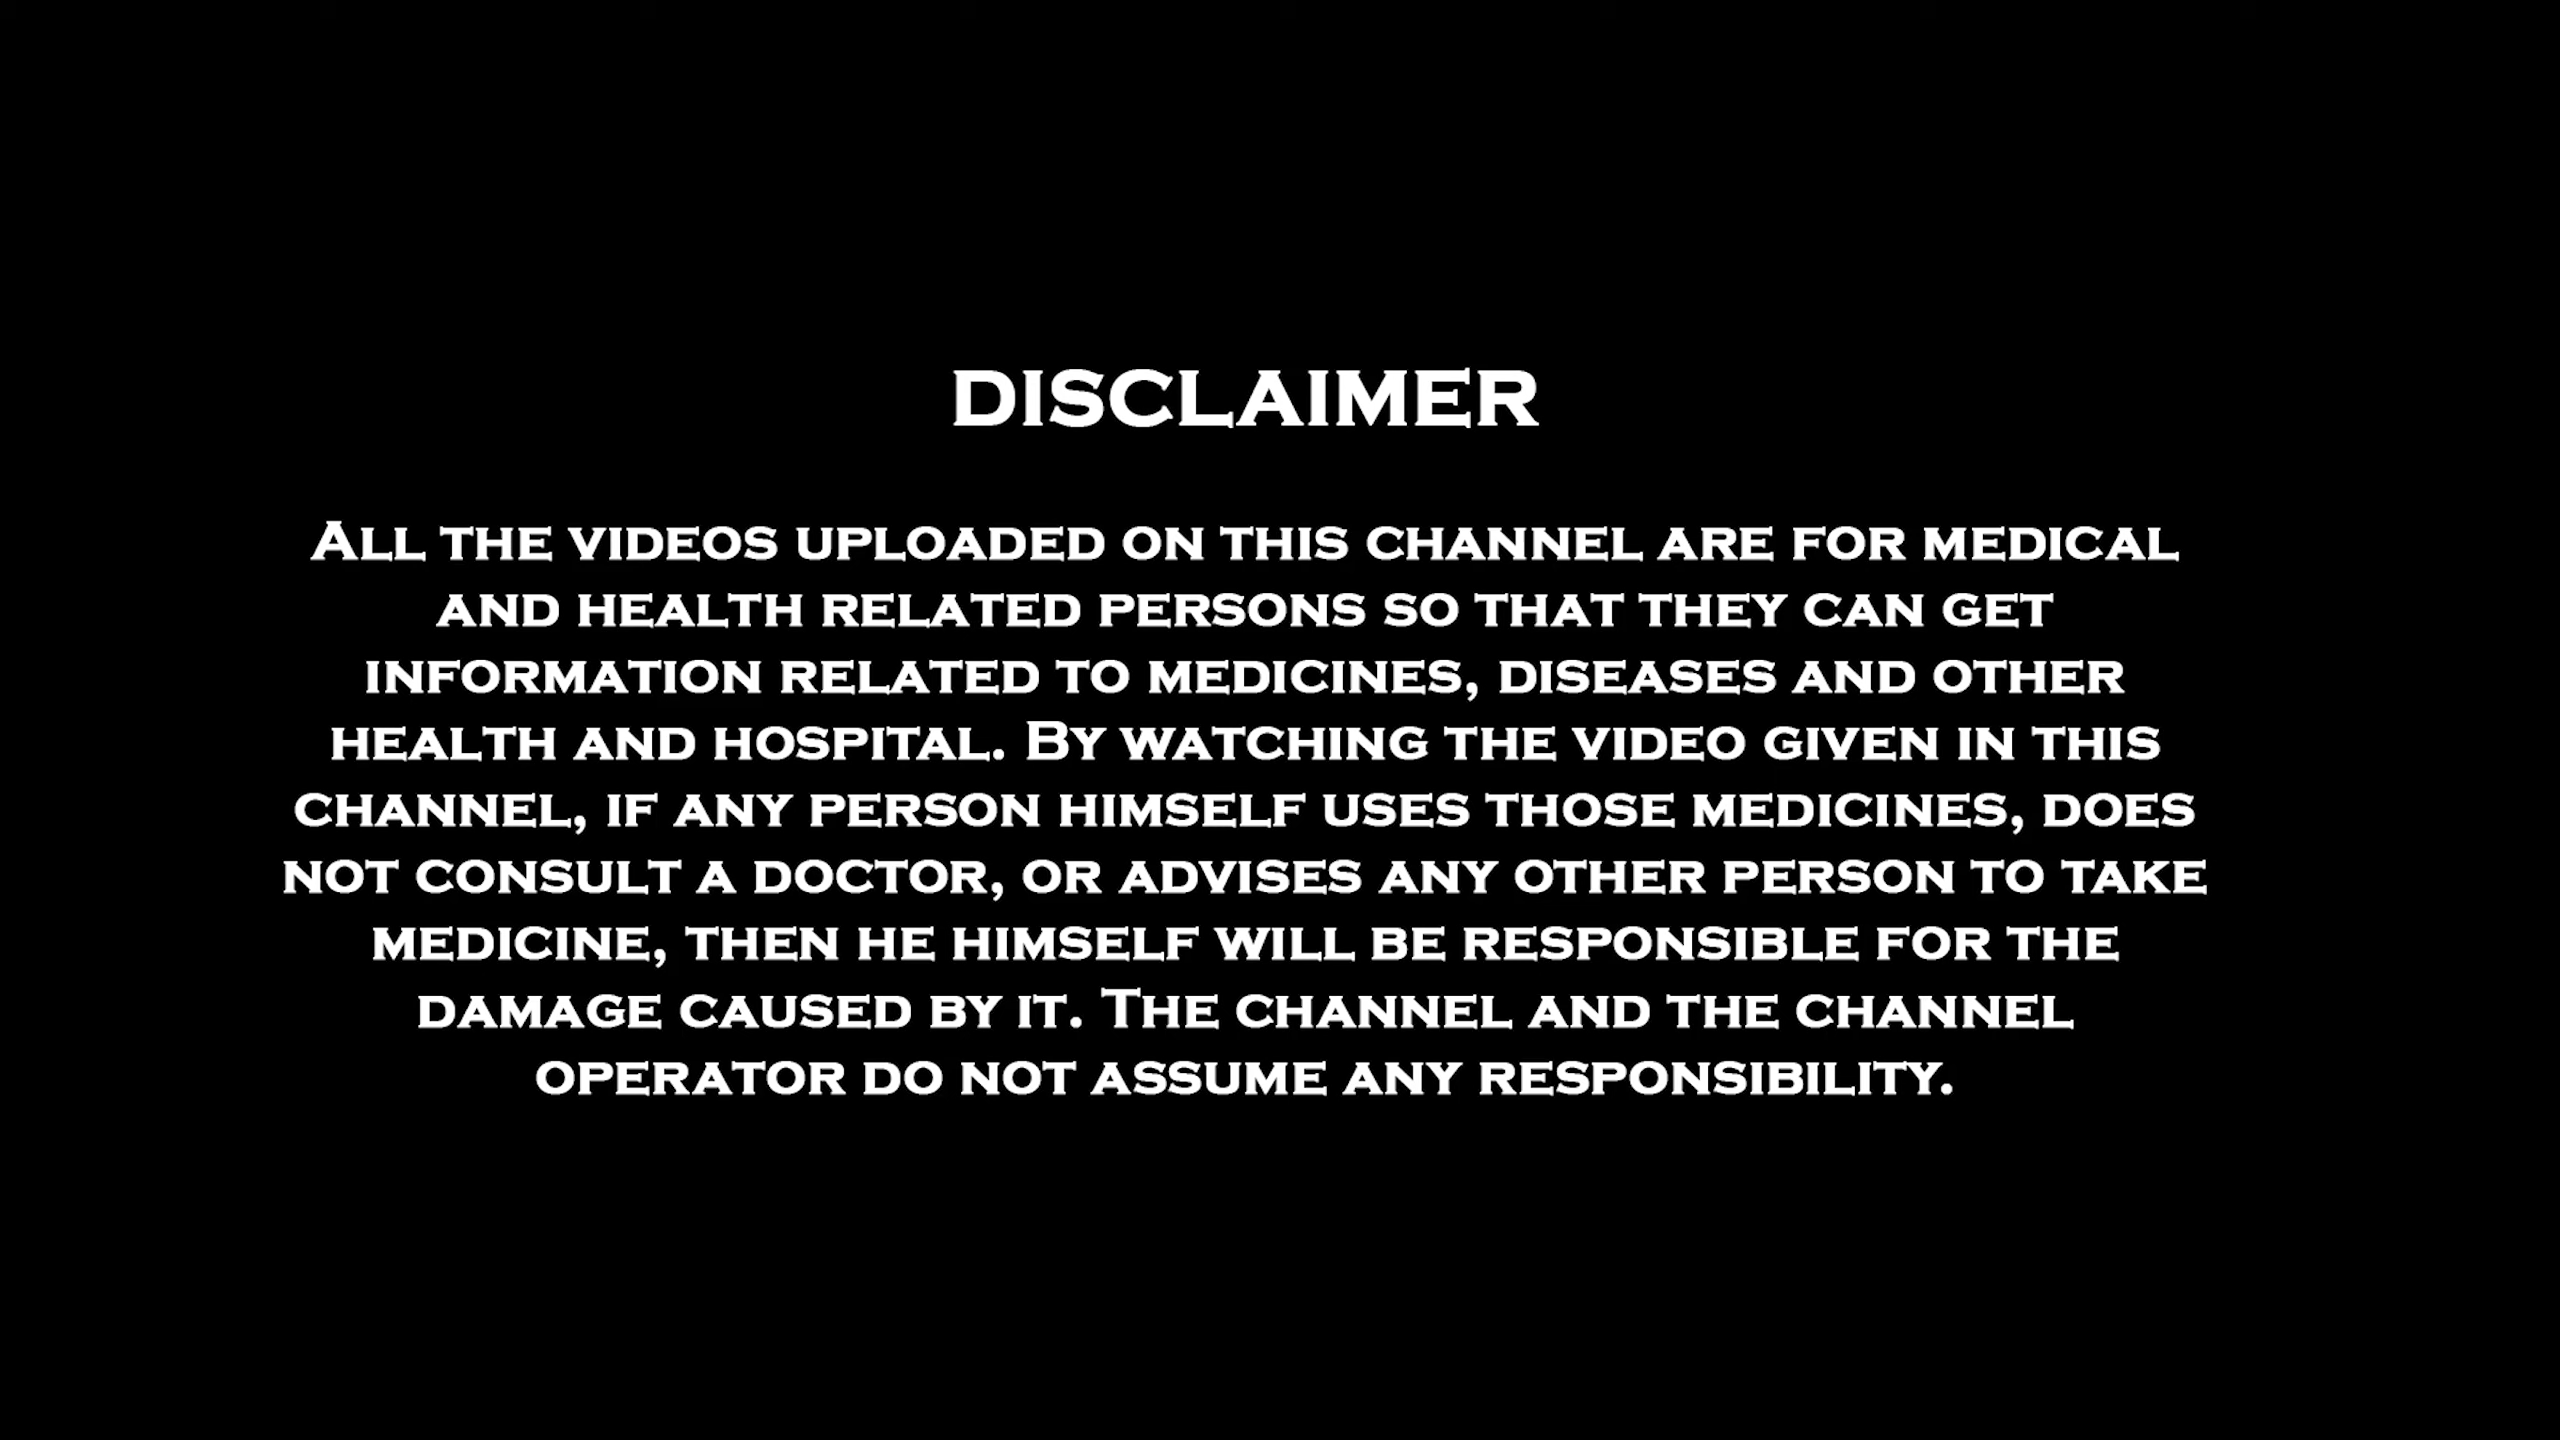 DISCLAIMER
All the videos uploaded on this channel are for medical
and health related persons so that they can get
information related to medicines, diseases and other
health and hospital. By watching the video given in this
channel, if any person himself uses those medicines, does
not consult a doctor, or advises any other person to take
medicine, then he himself will be responsible for the
damage caused by it. The channel and the channel
operator do not assume any responsibility.